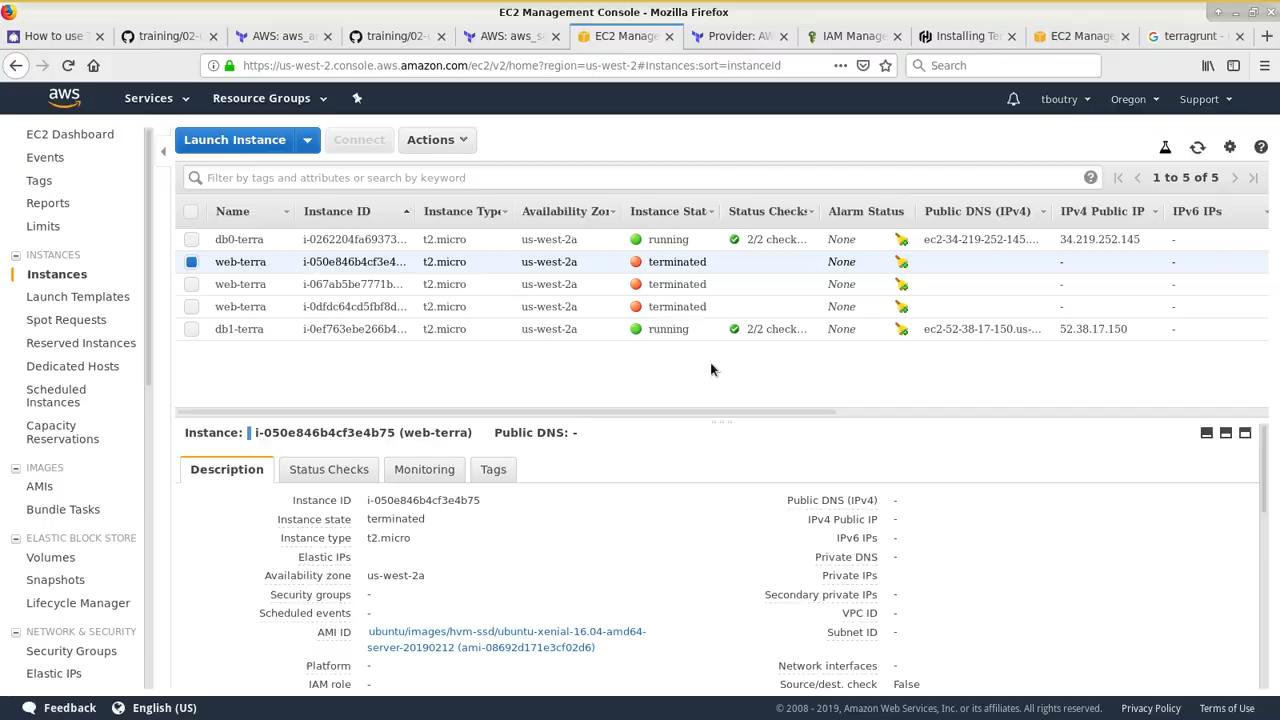 EC2 Management Console - Mozilla Firefox
How to use T
training/02-
AWS: aws_an
training/02-
AWS: aws_se
EC2 Manage
Provider: AW
IAM Manage
Installing Ter
EC2 Manage
terragrunt -
https://us-west-2.console.aws.amazon.com/ec2/v2/home?region=us-west-2#Instances:sort=instanceId
Search
aws
Services
Resource Groups
tboutry
Oregon
Support
EC2 Dashboard
Events
Tags
Reports
Limits
INSTANCES
Instances
Launch Templates
Spot Requests
Reserved Instances
Dedicated Hosts
Scheduled
Instances
Capacity
Reservations
IMAGES
AMIs
Bundle Tasks
ELASTIC BLOCK STORE
Volumes
Snapshots
Lifecycle Manager
NETWORK & SECURITY
Security Groups
Elastic IPs
Launch Instance
Connect
Actions
Filter by tags and attributes or search by keyword
1 to 5 of 5
Name Instance ID Instance Type Availability Zon Instance Stat Status Checks Alarm Status Public DNS (IPv4) IPv4 Public IP IPv6 IPs
db0-terra i-0262204fa69373... t2.micro us-west-2a running 2/2 check... None ec2-34-219-252-145.... 34.219.252.145 -
web-terra i-050e846b4cf3e4... t2.micro us-west-2a terminated None - -
web-terra i-067ab5be7771b... t2.micro us-west-2a terminated None - -
web-terra i-0dfdc64cd5fbf8d... t2.micro us-west-2a terminated None - -
db1-terra i-0ef763ebe266b4... t2.micro us-west-2a running 2/2 check... None ec2-52-38-17-150.us-... 52.38.17.150 -
Instance: i-050e846b4cf3e4b75 (web-terra) Public DNS: -
Description
Status Checks
Monitoring
Tags
Instance ID i-050e846b4cf3e4b75
Instance state terminated
Instance type t2.micro
Elastic IPs
Availability zone us-west-2a
Security groups -
Scheduled events -
AMI ID ubuntu/images/hvm-ssd/ubuntu-xenial-16.04-amd64-
server-20190212 (ami-08692d171e3cf02d6)
Platform -
IAM role -
Public DNS (IPv4) -
IPv4 Public IP -
IPv6 IPs -
Private DNS -
Private IPs -
Secondary private IPs -
VPC ID -
Subnet ID -
Network interfaces -
Source/dest. check False
Feedback
English (US)
© 2008 - 2019, Amazon Web Services, Inc. or its affiliates. All rights reserved.
Privacy Policy
Terms of Use